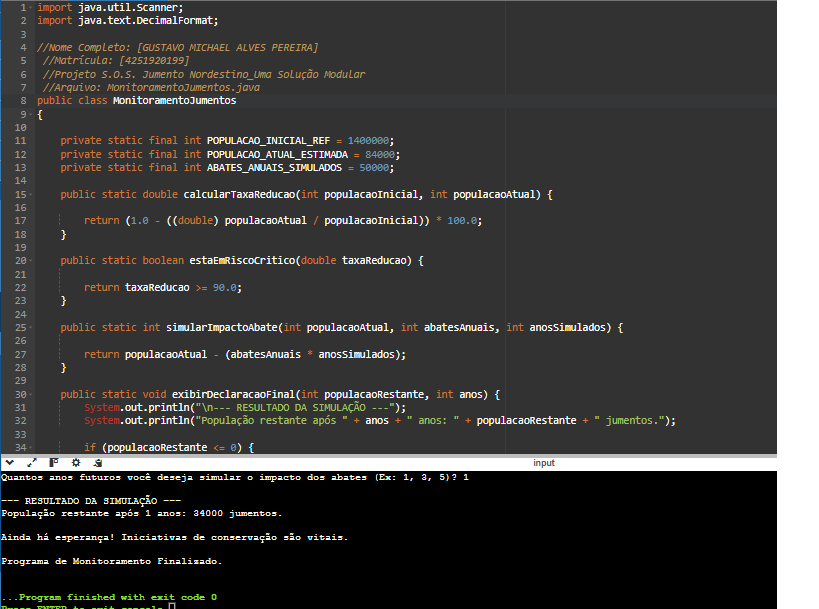 1 import java.util.Scanner;
2 import java.text.DecimalFormat;
3
4 //Nome Completo: [GUSTAVO MICHAEL ALVES PEREIRA]
5 //Matrícula: [4251920199]
6 //Projeto S.O.S. Jumento Nordestino_Uma Solução Modular
7 //Arquivo: MonitoramentoJumentos.java
8 public class MonitoramentoJumentos
9 {
10
11 private static final int POPULACAO_INICIAL_REF = 1400000;
12 private static final int POPULACAO_ATUAL_ESTIMADA = 84000;
13 private static final int ABATES_ANUAIS_SIMULADOS = 50000;
14
15 public static double calcularTaxaReducao(int populacaoInicial, int populacaoAtual) {
16
17 return (1.0 - ((double) populacaoAtual / populacaoInicial)) * 100.0;
18 }
19
20 public static boolean estaEmRiscoCritico(double taxaReducao) {
21
22 return taxaReducao >= 90.0;
23 }
24
25 public static int simularImpactoAbate(int populacaoAtual, int abatesAnuais, int anosSimulados) {
26
27 return populacaoAtual - (abatesAnuais * anosSimulados);
28 }
29
30 public static void exibirDeclaracaoFinal(int populacaoRestante, int anos) {
31 System.out.println("\n--- RESULTADO DA SIMULAÇÃO ---");
32 System.out.println("População restante após " + anos + " anos: " + populacaoRestante + " jumentos.");
33
34 if (populacaoRestante <= 0) {
input
Quantos anos futuros você deseja simular o impacto dos abates (Ex: 1, 3, 5)? 1
--- RESULTADO DA SIMULAÇÃO ---
População restante após 1 anos: 34000 jumentos.
Ainda há esperança! Iniciativas de conservação são vitais.
Programa de Monitoramento Finalizado.
...Program finished with exit code 0
Press ENTER to exit console.